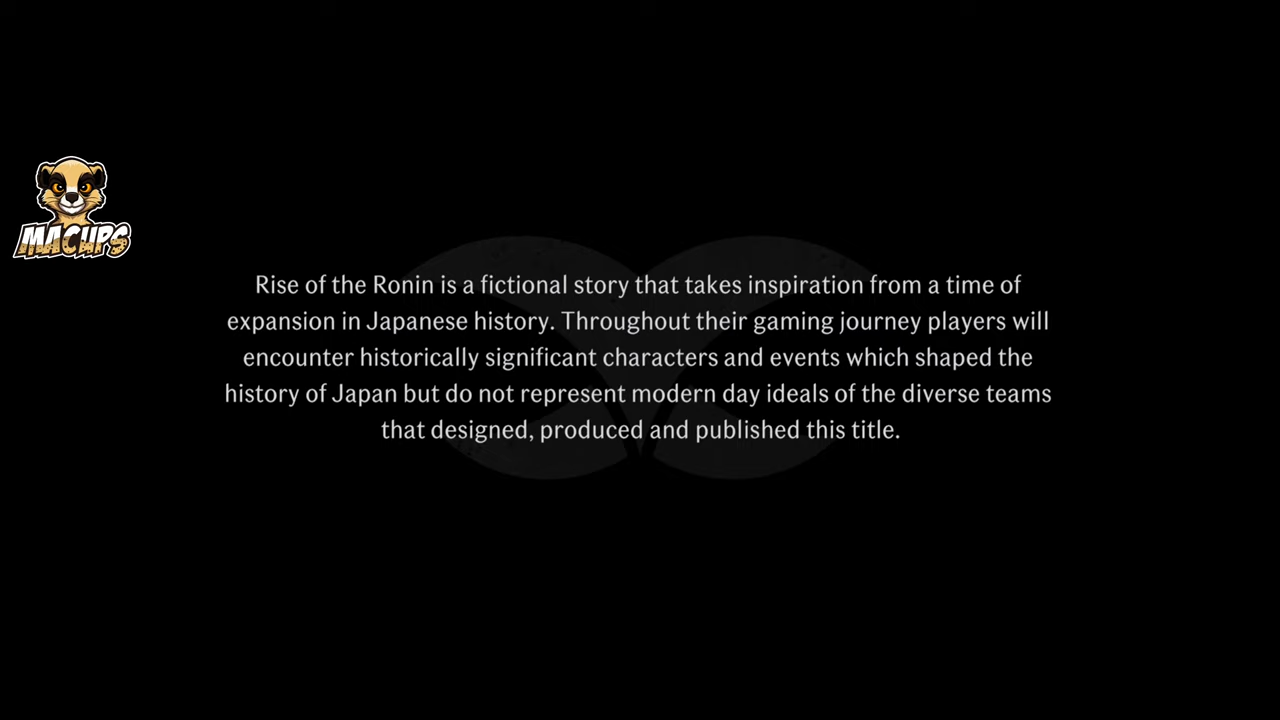 MACUPS
Rise of the Ronin is a fictional story that takes inspiration from a time of
expansion in Japanese history. Throughout their gaming journey players will
encounter historically significant characters and events which shaped the
history of Japan but do not represent modern day ideals of the diverse teams
that designed, produced and published this title.